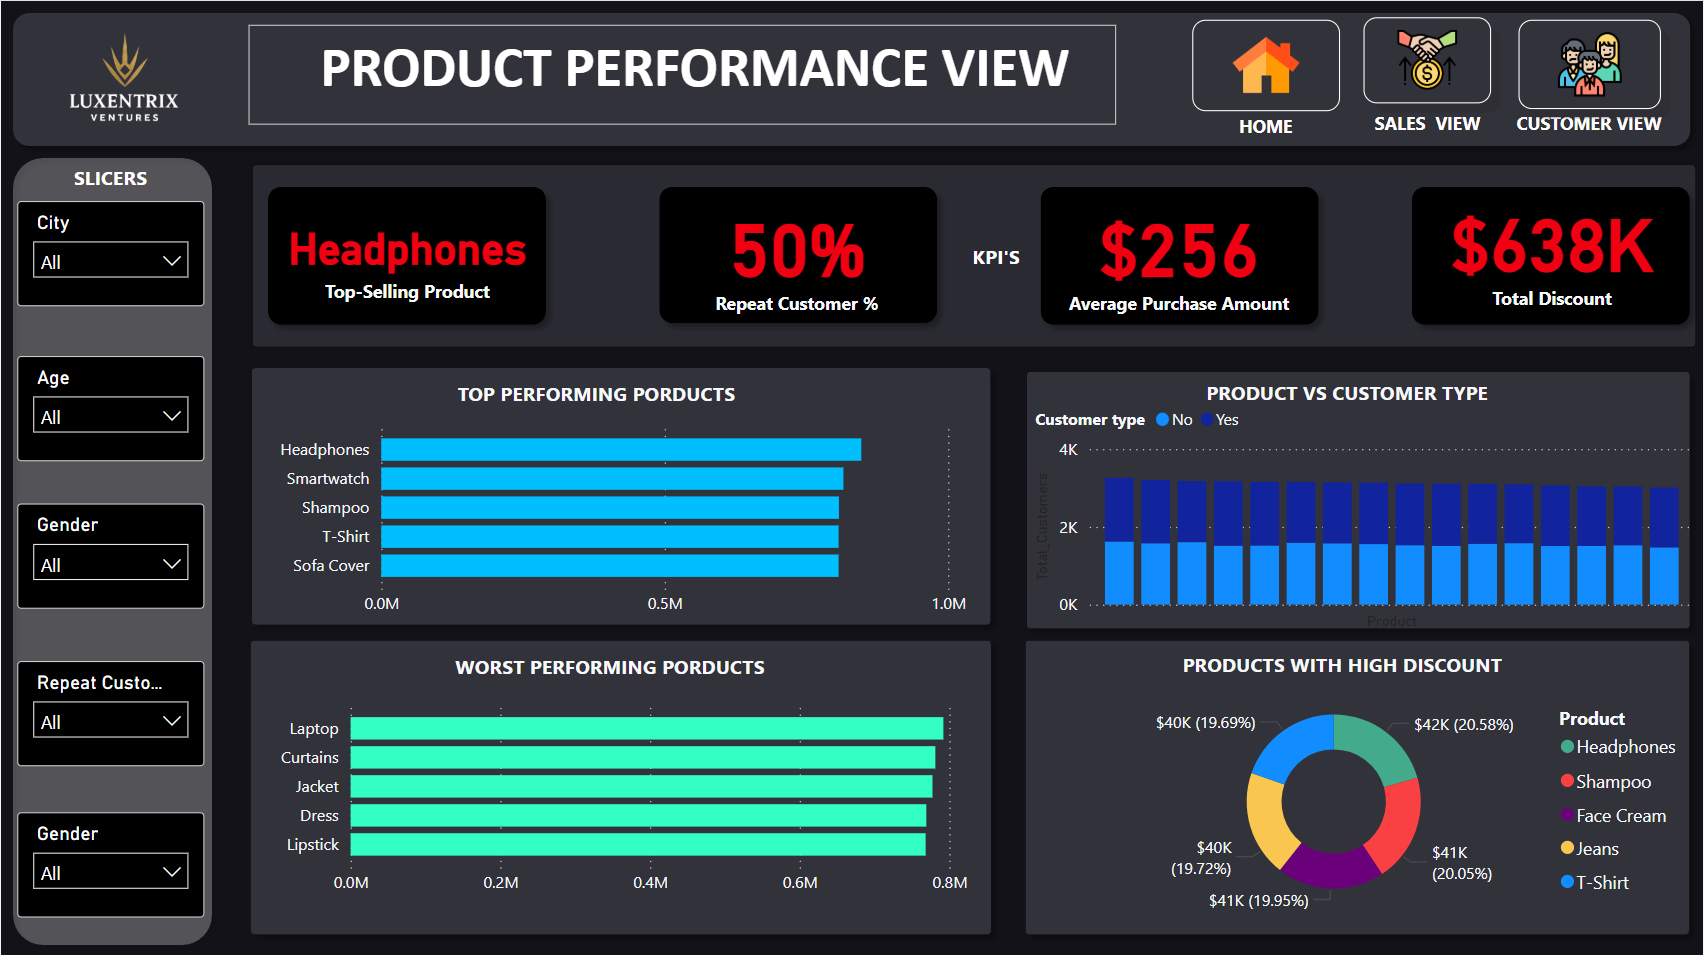 LUXENTRIX
VENTURES
PRODUCT PERFORMANCE VIEW
HOME
SALES VIEW
CUSTOMER VIEW
SLICERS
City
All
Age
All
Gender
All
Repeat Custo...
All
Gender
All
Headphones
Top-Selling Product
50%
Repeat Customer %
KPI'S
$256
Average Purchase Amount
$638K
Total Discount
TOP PERFORMING PORDUCTS
Headphones
Smartwatch
Shampoo
T-Shirt
Sofa Cover
0.0M 0.5M 1.0M
PRODUCT VS CUSTOMER TYPE
Customer type No Yes
4K
2K
0K
Total_Customers
Product
WORST PERFORMING PORDUCTS
Laptop
Curtains
Jacket
Dress
Lipstick
0.0M 0.2M 0.4M 0.6M 0.8M
PRODUCTS WITH HIGH DISCOUNT
$40K (19.69%)
$42K (20.58%)
$40K
(19.72%)
$41K
(20.05%)
$41K (19.95%)
Product
Headphones
Shampoo
Face Cream
Jeans
T-Shirt